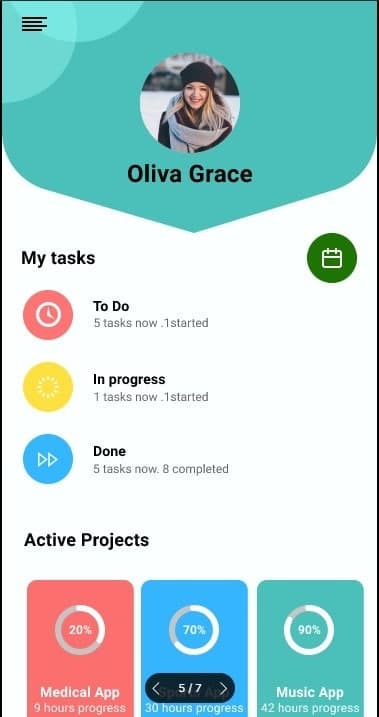 Oliva Grace
My tasks
To Do
5 tasks now .1started
In progress
1 tasks now .1started
Done
5 tasks now. 8 completed
Active Projects
20%
70%
90%
Medical App
5 / 7
Music App
9 hours progress
30 hours progress
42 hours progress